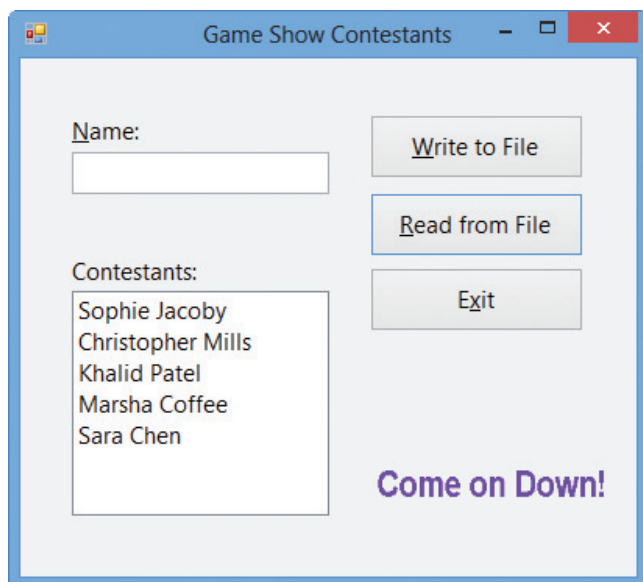 Game Show Contestants
Name:
Write to File
Read from File
Contestants:
Exit
Sophie Jacoby
Christopher Mills
Khalid Patel
Marsha Coffee
Sara Chen
Come on Down!